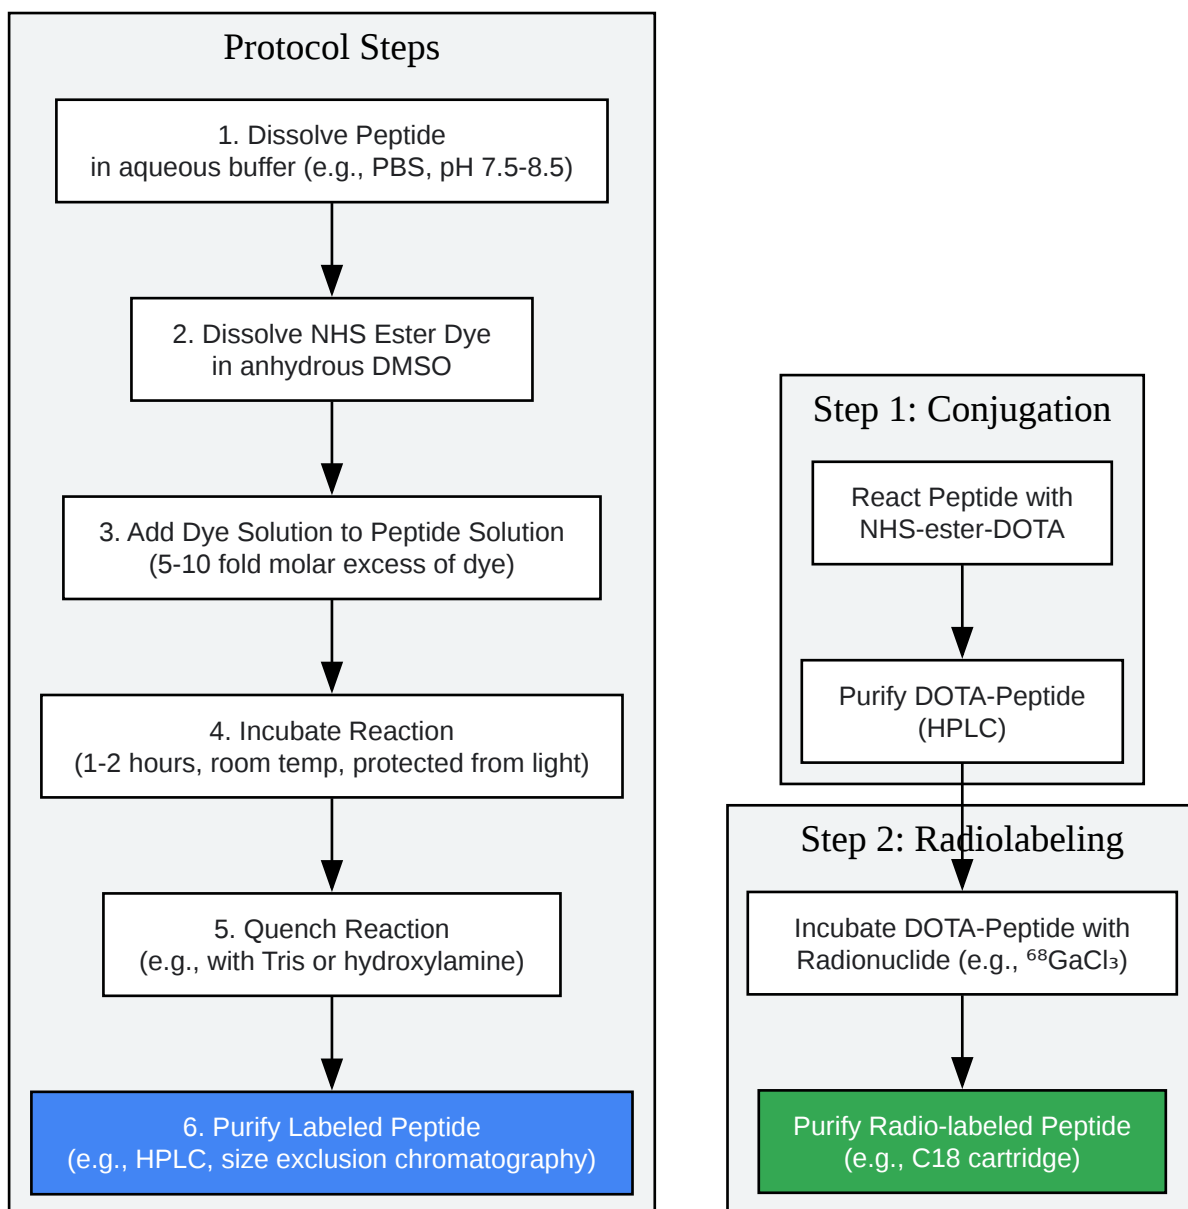 Protocol Steps
1. Dissolve Peptide
in aqueous buffer (e.g., PBS, pH 7.5-8.5)
2. Dissolve NHS Ester Dye
in anhydrous DMSO
3. Add Dye Solution to Peptide Solution
(5-10 fold molar excess of dye)
4. Incubate Reaction
(1-2 hours, room temp, protected from light)
5. Quench Reaction
(e.g., with Tris or hydroxylamine)
6. Purify Labeled Peptide
(e.g., HPLC, size exclusion chromatography)
Step 1: Conjugation
React Peptide with
NHS-ester-DOTA
Purify DOTA-Peptide
(HPLC)
Step 2: Radiolabeling
Incubate DOTA-Peptide with
Radionuclide (e.g., ⁶⁸GaCl₃)
Purify Radio-labeled Peptide
(e.g., C18 cartridge)